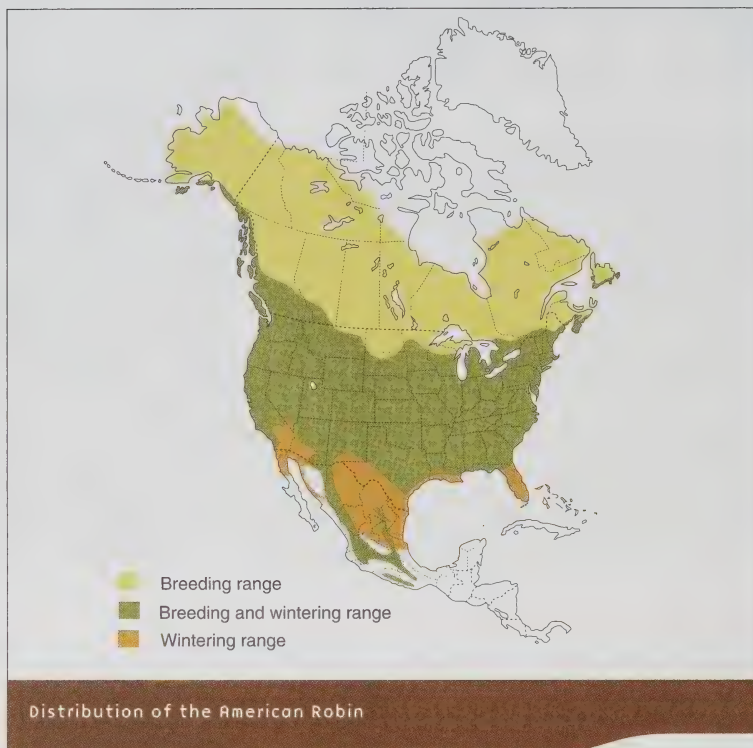 Breeding range
Breeding and wintering range
Wintering range
Distribution of the American Robin